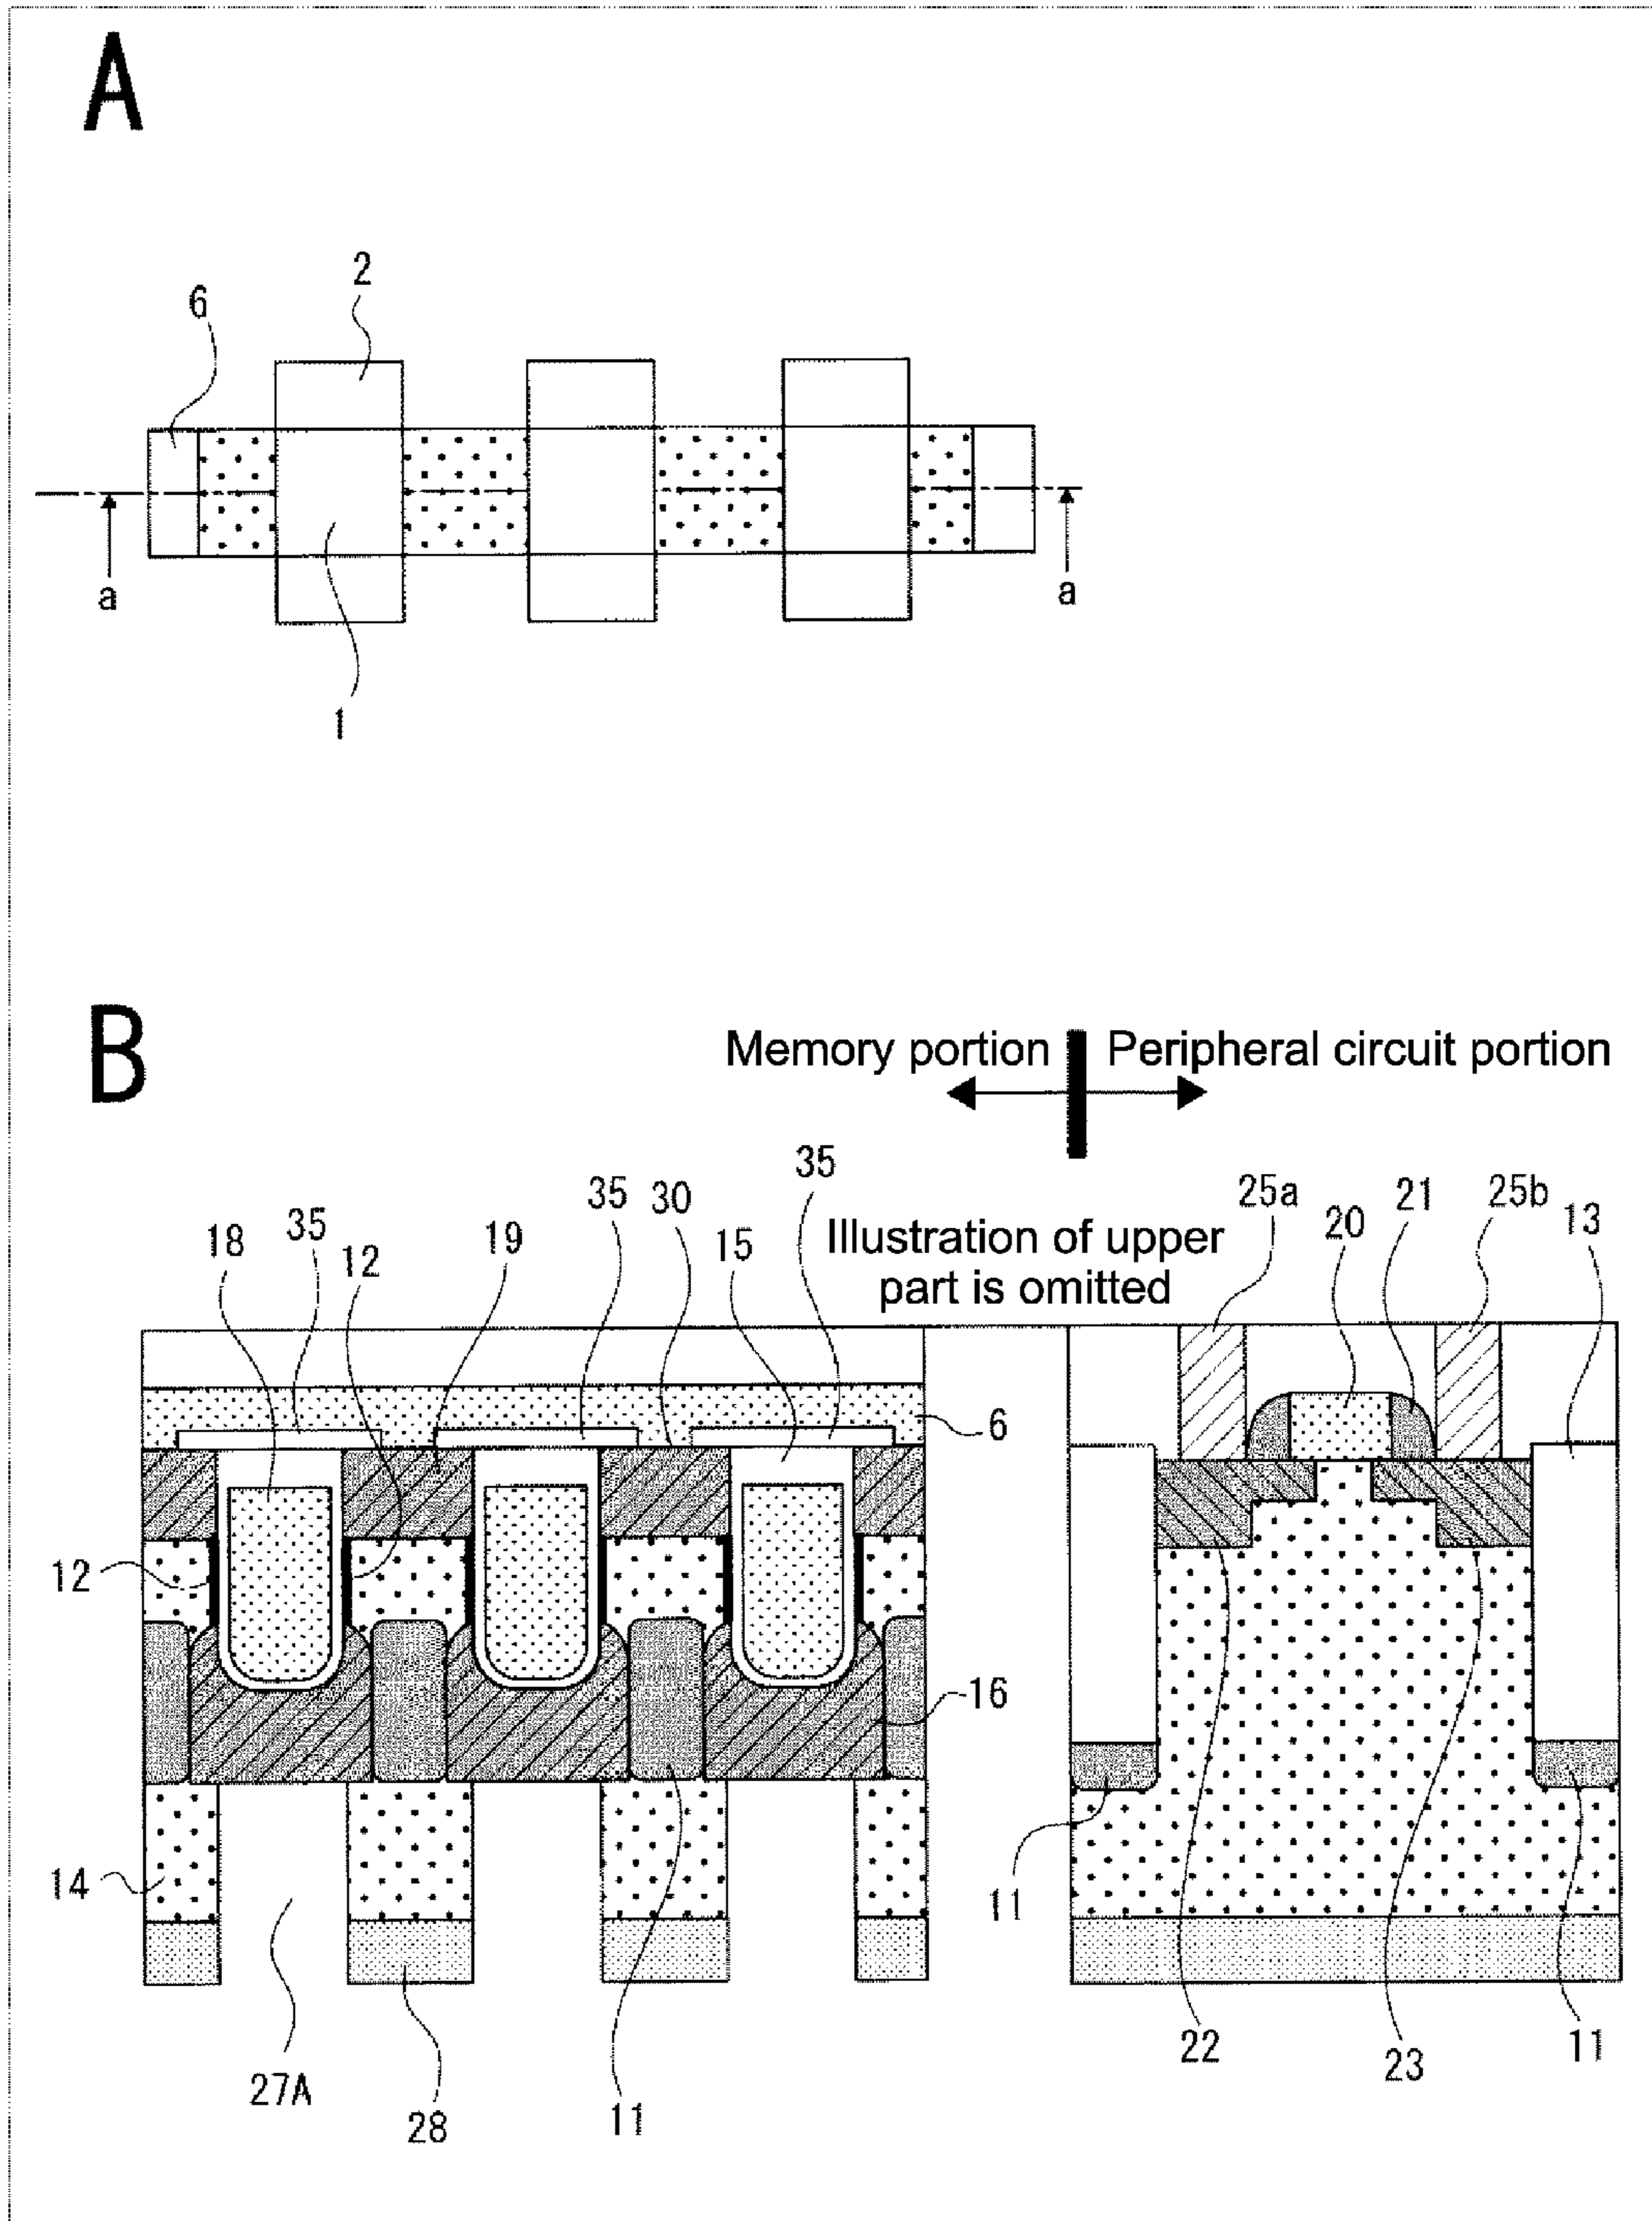 A
2
6
a
a
1
B
Memory portion Peripheral circuit portion
35
35 30 25a 21 25b
18 35 12 19 15 Illustration of upper 20 13
part is omitted
6
12
16
14
11
27A 28 11 22 23 11